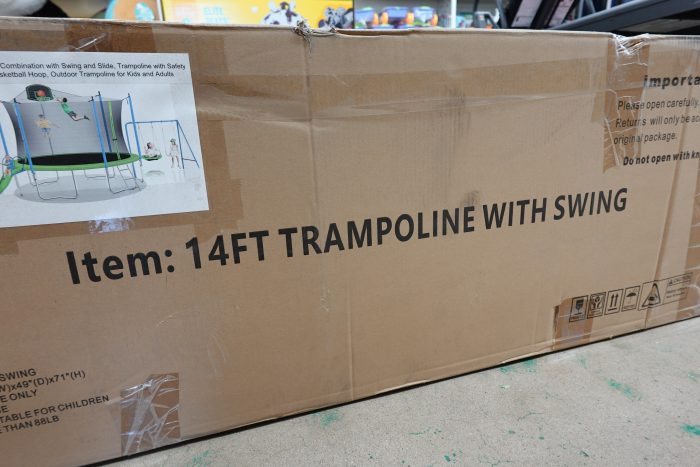 Combination with Swing and Slide, Trampoline with Safety
Basketball Hoop, Outdoor Trampoline for Kids and Adults
importa
Please open carefully.
Returns will only be ac
original package.
Do not open with kn
Item: 14FT TRAMPOLINE WITH SWING
SWING
W)x49"(D)x71"(H)
E ONLY
SE
TABLE FOR CHILDREN
E THAN 88LB